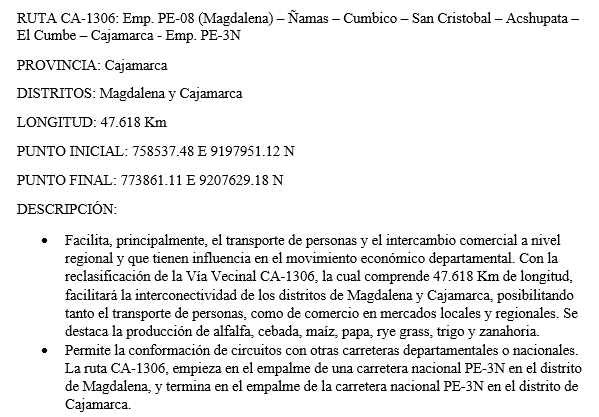 RUTA CA-1306: Emp. PE-08 (Magdalena) – Ñamas – Cumbico – San Cristobal – Acshupata –
El Cumbe – Cajamarca - Emp. PE-3N
PROVINCIA: Cajamarca
DISTRITOS: Magdalena y Cajamarca
LONGITUD: 47.618 Km
PUNTO INICIAL: 758537.48 E 9197951.12 N
PUNTO FINAL: 773861.11 E 9207629.18 N
DESCRIPCIÓN:
• Facilita, principalmente, el transporte de personas y el intercambio comercial a nivel
regional y que tienen influencia en el movimiento económico departamental. Con la
reclasificación de la Vía Vecinal CA-1306, la cual comprende 47.618 Km de longitud,
facilitará la interconectividad de los distritos de Magdalena y Cajamarca, posibilitando
tanto el transporte de personas, como de comercio en mercados locales y regionales. Se
destaca la producción de alfalfa, cebada, maíz, papa, rye grass, trigo y zanahoria.
• Permite la conformación de circuitos con otras carreteras departamentales o nacionales.
La ruta CA-1306, empieza en el empalme de una carretera nacional PE-3N en el distrito
de Magdalena, y termina en el empalme de la carretera nacional PE-3N en el distrito de
Cajamarca.